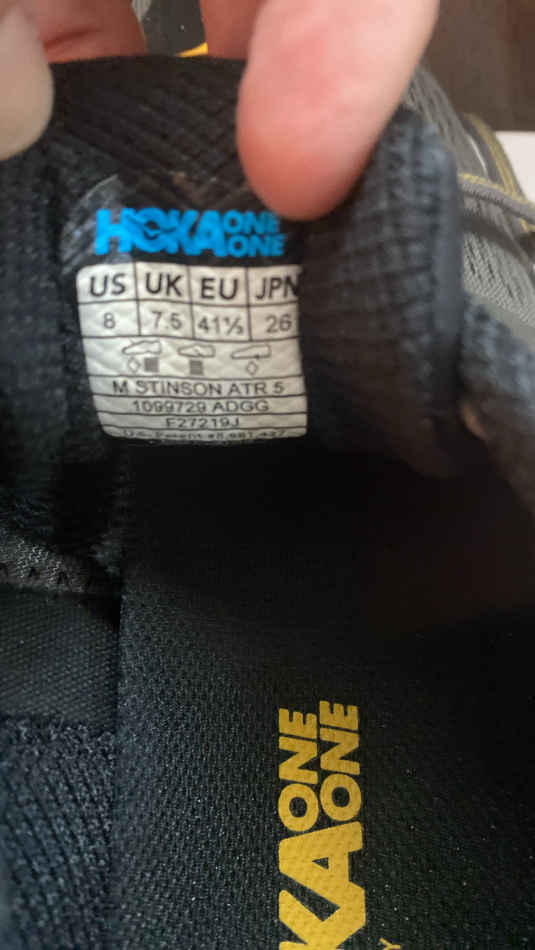 HOKA ONE ONE
US UK EU JPN
8 7.5 41⅓ 26
M STINSON ATR 5
1099729 ADGG
F27219J
U.S. Patent
HOKA ONE ONE
Y